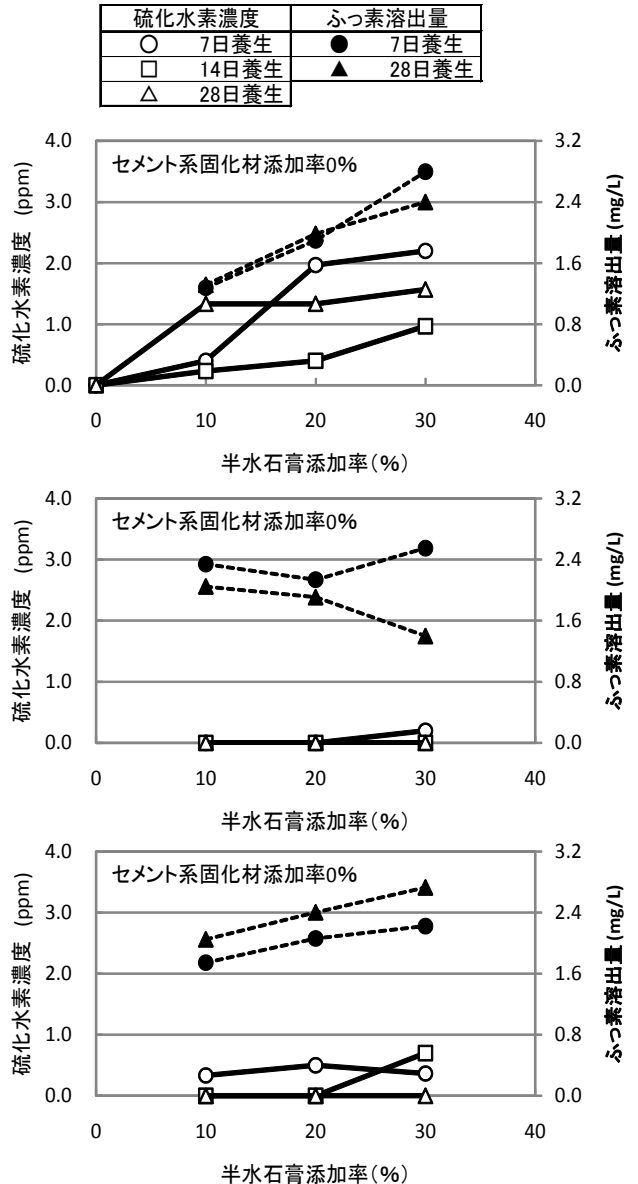 硫化水素濃度 ふっ素溶出量
○ 7日養生 ● 7日養生
□ 14日養生 ▲ 28日養生
△ 28日養生
セメント系固化材添加率0%
硫化水素濃度 (ppm)
4.0
3.0
2.0
1.0
0.0
3.2
2.4
1.6
0.8
0.0
ふっ素溶出量(mg/L)
0 10 20 30 40
半水石膏添加率(%)
セメント系固化材添加率0%
硫化水素濃度 (ppm)
4.0
3.0
2.0
1.0
0.0
3.2
2.4
1.6
0.8
0.0
ふっ素溶出量(mg/L)
0 10 20 30 40
半水石膏添加率(%)
セメント系固化材添加率0%
硫化水素濃度 (ppm)
4.0
3.0
2.0
1.0
0.0
3.2
2.4
1.6
0.8
0.0
ふっ素溶出量(mg/L)
0 10 20 30 40
半水石膏添加率(%)